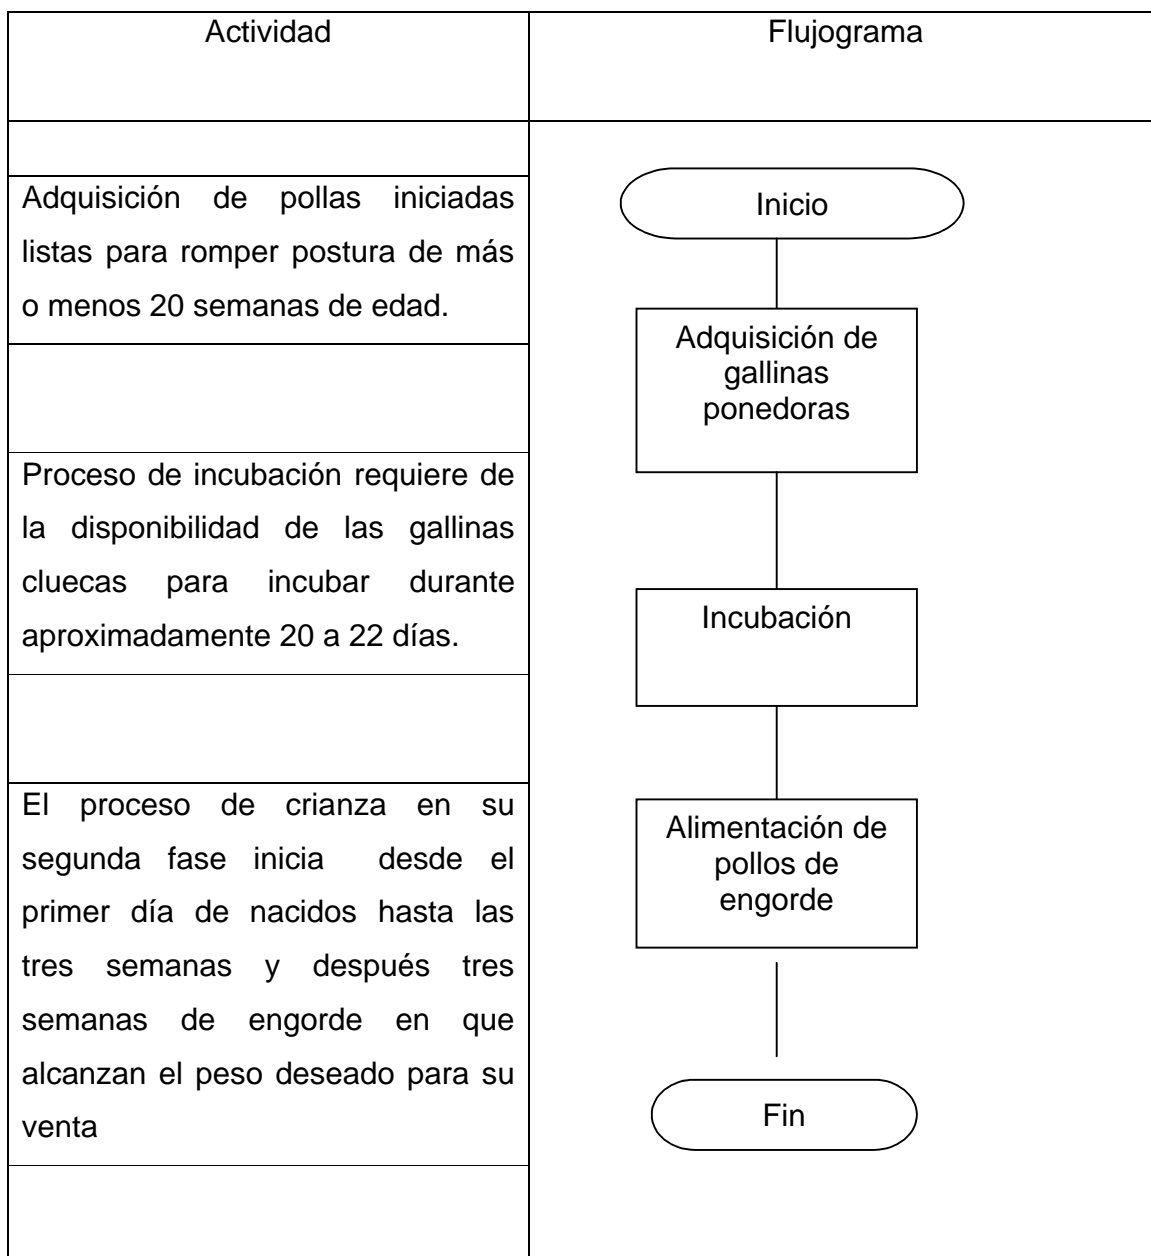 Actividad
Flujograma
Adquisición de pollas iniciadas
listas para romper postura de más
o menos 20 semanas de edad.
Proceso de incubación requiere de
la disponibilidad de las gallinas
cluecas para incubar durante
aproximadamente 20 a 22 días.
El proceso de crianza en su
segunda fase inicia desde el
primer día de nacidos hasta las
tres semanas y después tres
semanas de engorde en que
alcanzan el peso deseado para su
venta
Inicio
Adquisición de
gallinas
ponedoras
Incubación
Alimentación de
pollos de
engorde
Fin